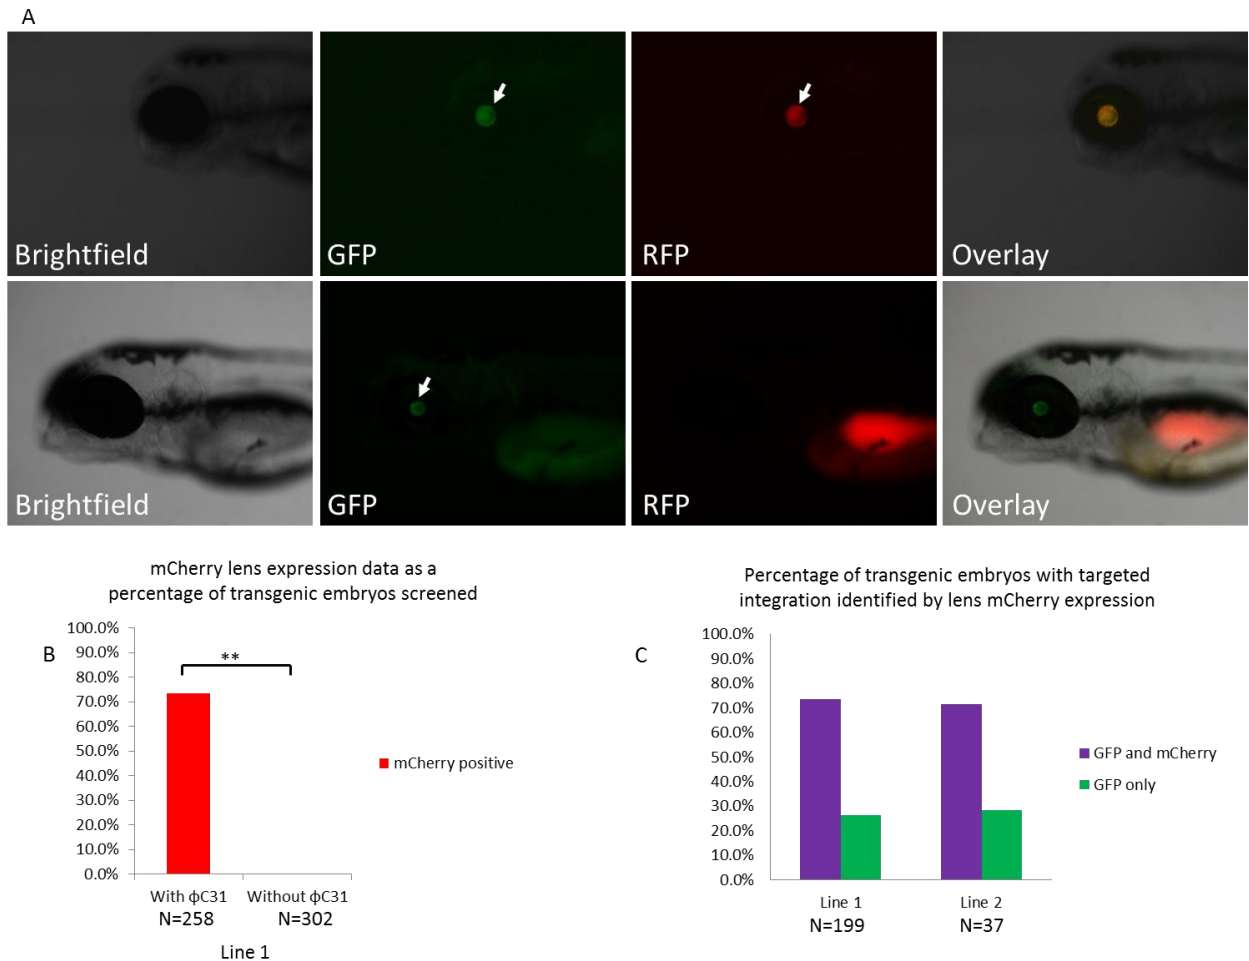 A
Brightfield
GFP
RFP
Overlay
Brightfield
GFP
RFP
Overlay
mCherry lens expression data as a
percentage of transgenic embryos screened
B
100.0%
90.0%
80.0%
70.0%
60.0%
50.0%
40.0%
30.0%
20.0%
10.0%
0.0%
**
mCherry positive
With ϕC31
Without ϕC31
N=258
N=302
Line 1
Percentage of transgenic embryos with targeted
integration identified by lens mCherry expression
C
100.0%
90.0%
80.0%
70.0%
60.0%
50.0%
40.0%
30.0%
20.0%
10.0%
0.0%
GFP and mCherry
GFP only
Line 1
Line 2
N=199
N=37